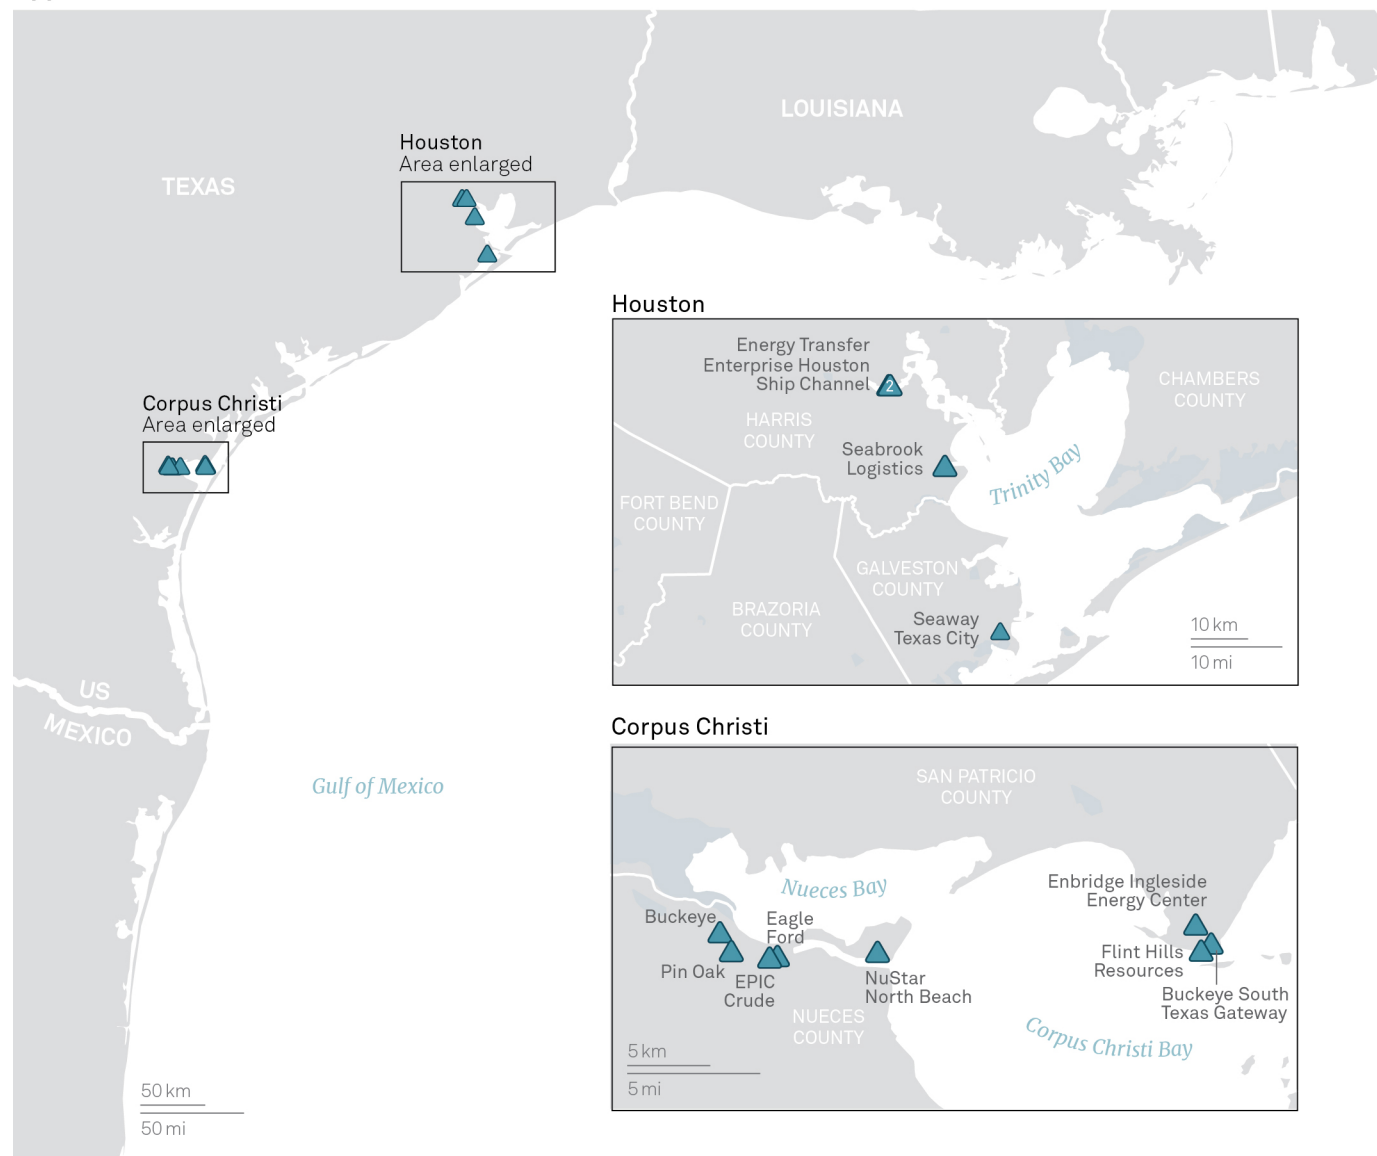 LOUISIANA
TEXAS
Houston
Area enlarged
Corpus Christi
Area enlarged
US
MEXICO
Gulf of Mexico
50 km
50 mi
Houston
Energy Transfer
Enterprise Houston
Ship Channel
2
CHAMBERS
COUNTY
HARRIS
COUNTY
Seabrook
Logistics
Trinity Bay
FORT BEND
COUNTY
GALVESTON
COUNTY
BRAZORIA
COUNTY
Seaway
Texas City
10 km
10 mi
Corpus Christi
SAN PATRICIO
COUNTY
Nueces Bay
Enbridge Ingleside
Energy Center
Buckeye
Eagle
Ford
Pin Oak
EPIC
Crude
NuStar
North Beach
Flint Hills
Resources
Buckeye South
Texas Gateway
NUECES
COUNTY
Corpus Christi Bay
5 km
5 mi